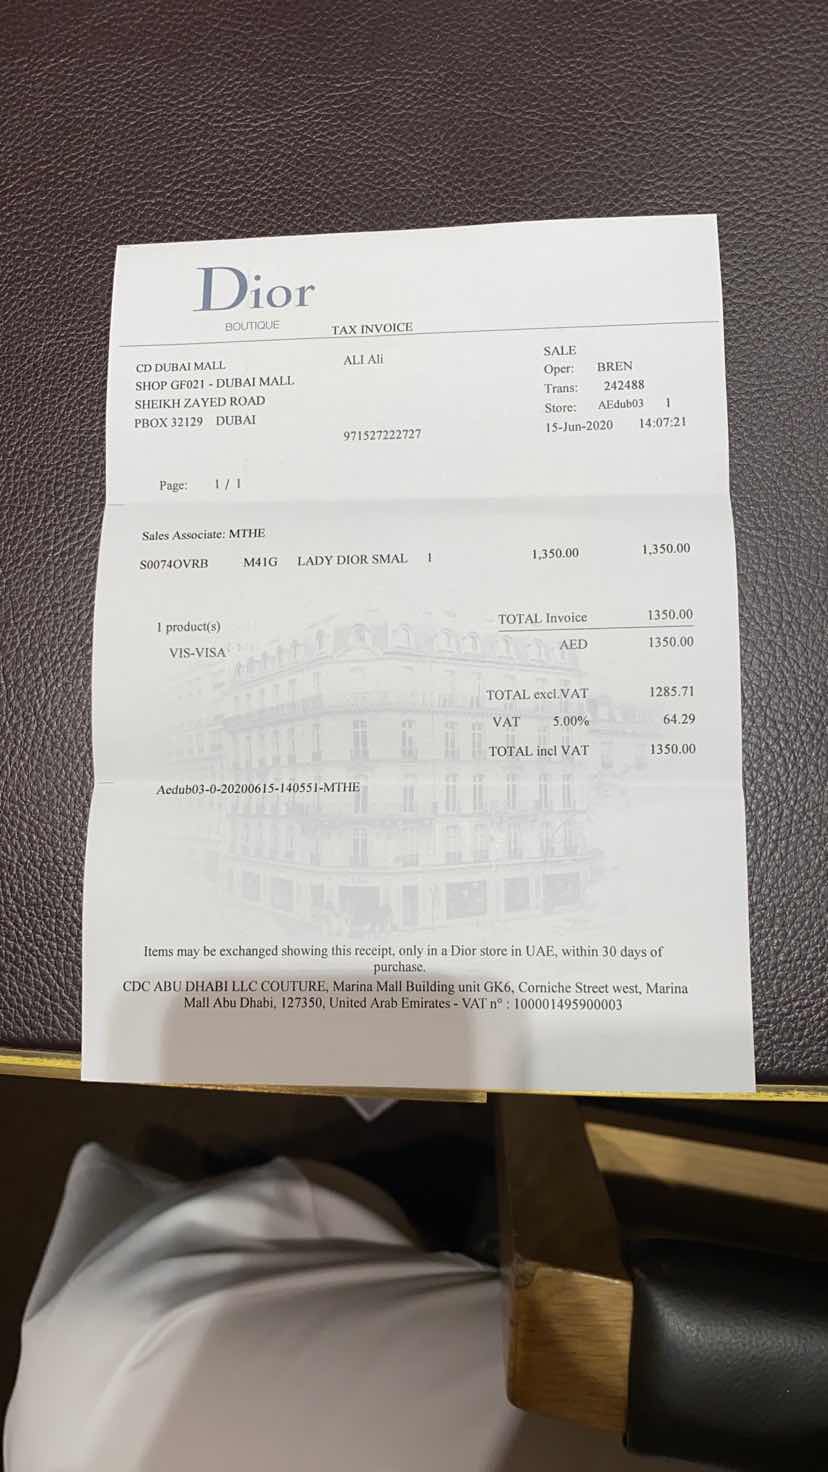 Dior
BOUTIQUE
TAX INVOICE
CD DUBAI MALL
SHOP GF021 - DUBAI MALL
SHEIKH ZAYED ROAD
PBOX 32129 DUBAI
ALI Ali
971527222727
SALE
Oper: BREN
Trans: 242488
Store: AEdub03 1
15-Jun-2020 14:07:21
Page: 1 / 1
Sales Associate: MTHE
S0074OVRB M41G LADY DIOR SMAL 1 1,350.00 1,350.00
1 product(s) TOTAL Invoice 1350.00
VIS-VISA AED 1350.00
TOTAL excl.VAT 1285.71
VAT 5.00% 64.29
TOTAL incl VAT 1350.00
Aedub03-0-20200615-140551-MTHE
Items may be exchanged showing this receipt, only in a Dior store in UAE, within 30 days of
purchase.
CDC ABU DHABI LLC COUTURE, Marina Mall Building unit GK6, Corniche Street west, Marina
Mall Abu Dhabi, 127350, United Arab Emirates - VAT n° : 100001495900003